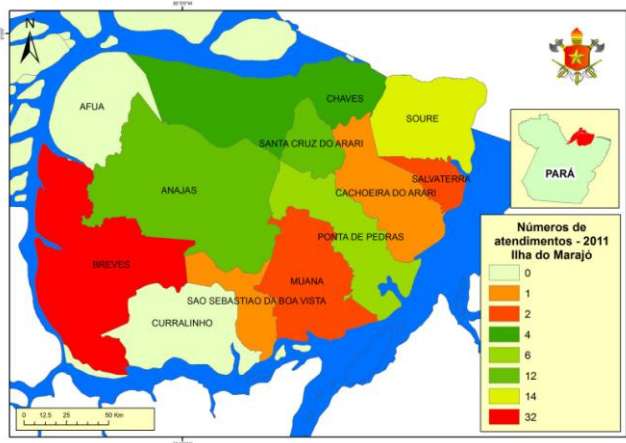 N
AFUA
CHAVES
SOURE
SANTA CRUZ DO ARARI
SALVATERRA
ANAJAS
CACHOEIRA DO ARARI
PONTA DE PEDRAS
BREVES
MUANA
SAO SEBASTIAO DA BOA VISTA
CURRALINHO
PARÁ
Números de
atendimentos - 2011
Ilha do Marajó
0
1
2
4
6
12
14
32
0 12.5 25 50 Km